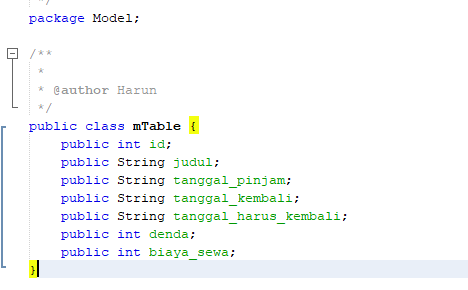 */
package Model;
/**
*
* @author Harun
*/
public class mTable {
public int id;
public String judul;
public String tanggal_pinjam;
public String tanggal_kembali;
public String tanggal_harus_kembali;
public int denda;
public int biaya_sewa;
}